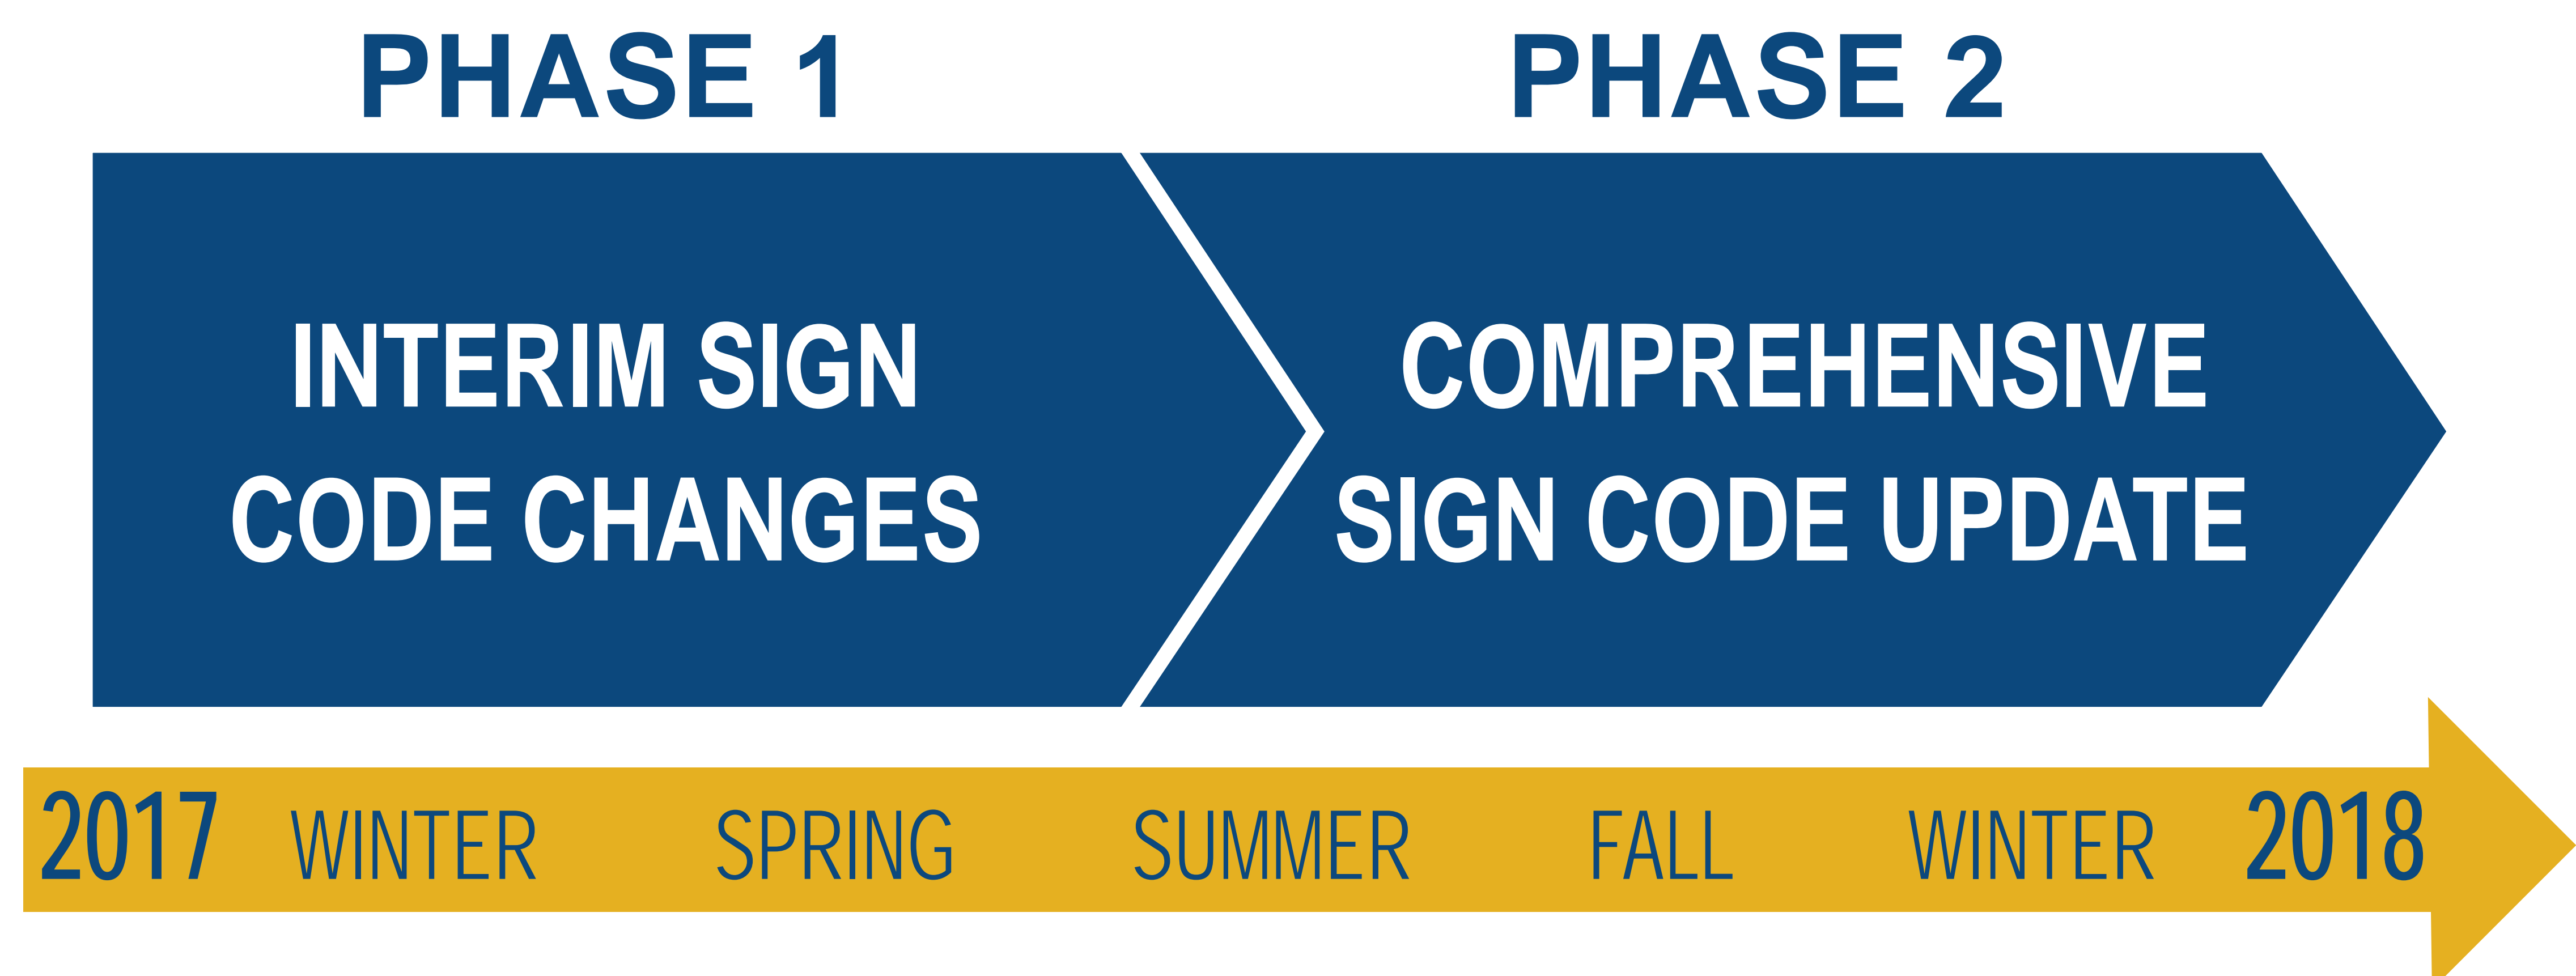 PHASE 1
PHASE 2
INTERIM SIGN
CODE CHANGES
COMPREHENSIVE
SIGN CODE UPDATE
2017 WINTER SPRING SUMMER FALL WINTER 2018